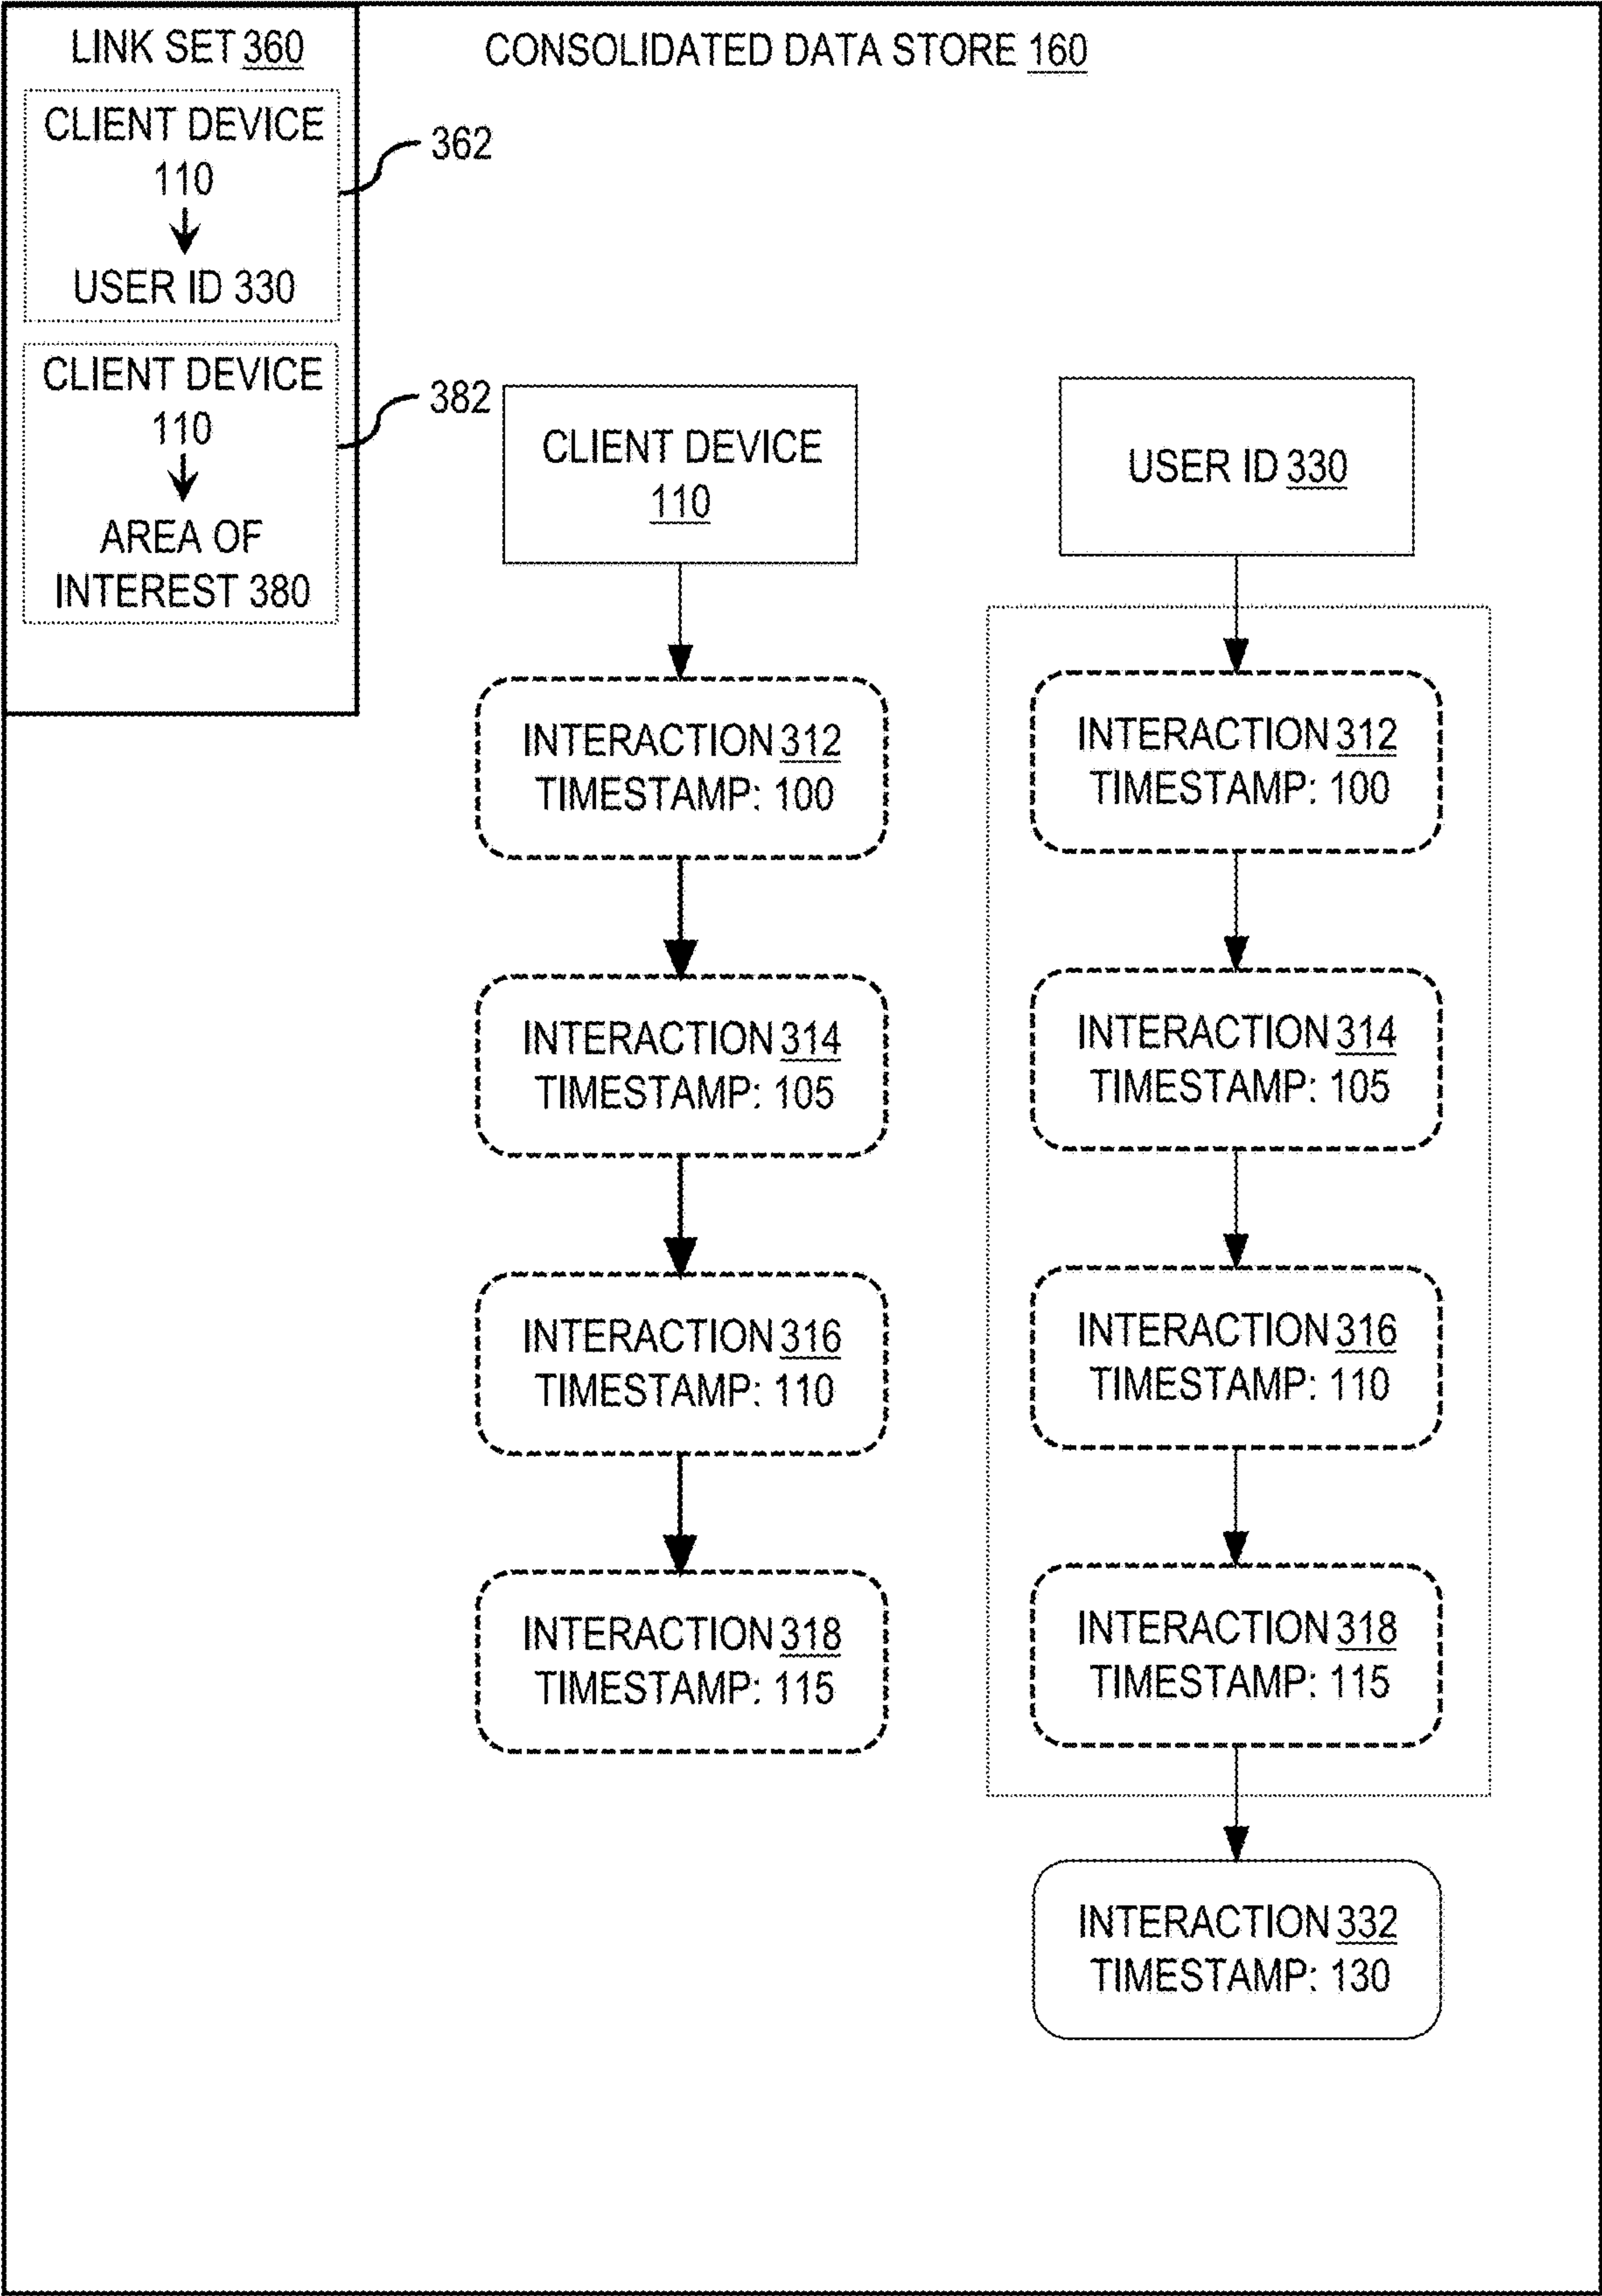 LINK SET 360
CONSOLIDATED DATA STORE 160
CLIENT DEVICE
110
USER ID 330
362
CLIENT DEVICE
110
AREA OF
INTEREST 380
382
CLIENT DEVICE
110
INTERACTION 312
TIMESTAMP: 100
INTERACTION 314
TIMESTAMP: 105
INTERACTION 316
TIMESTAMP: 110
INTERACTION 318
TIMESTAMP: 115
USER ID 330
INTERACTION 312
TIMESTAMP: 100
INTERACTION 314
TIMESTAMP: 105
INTERACTION 316
TIMESTAMP: 110
INTERACTION 318
TIMESTAMP: 115
INTERACTION 332
TIMESTAMP: 130